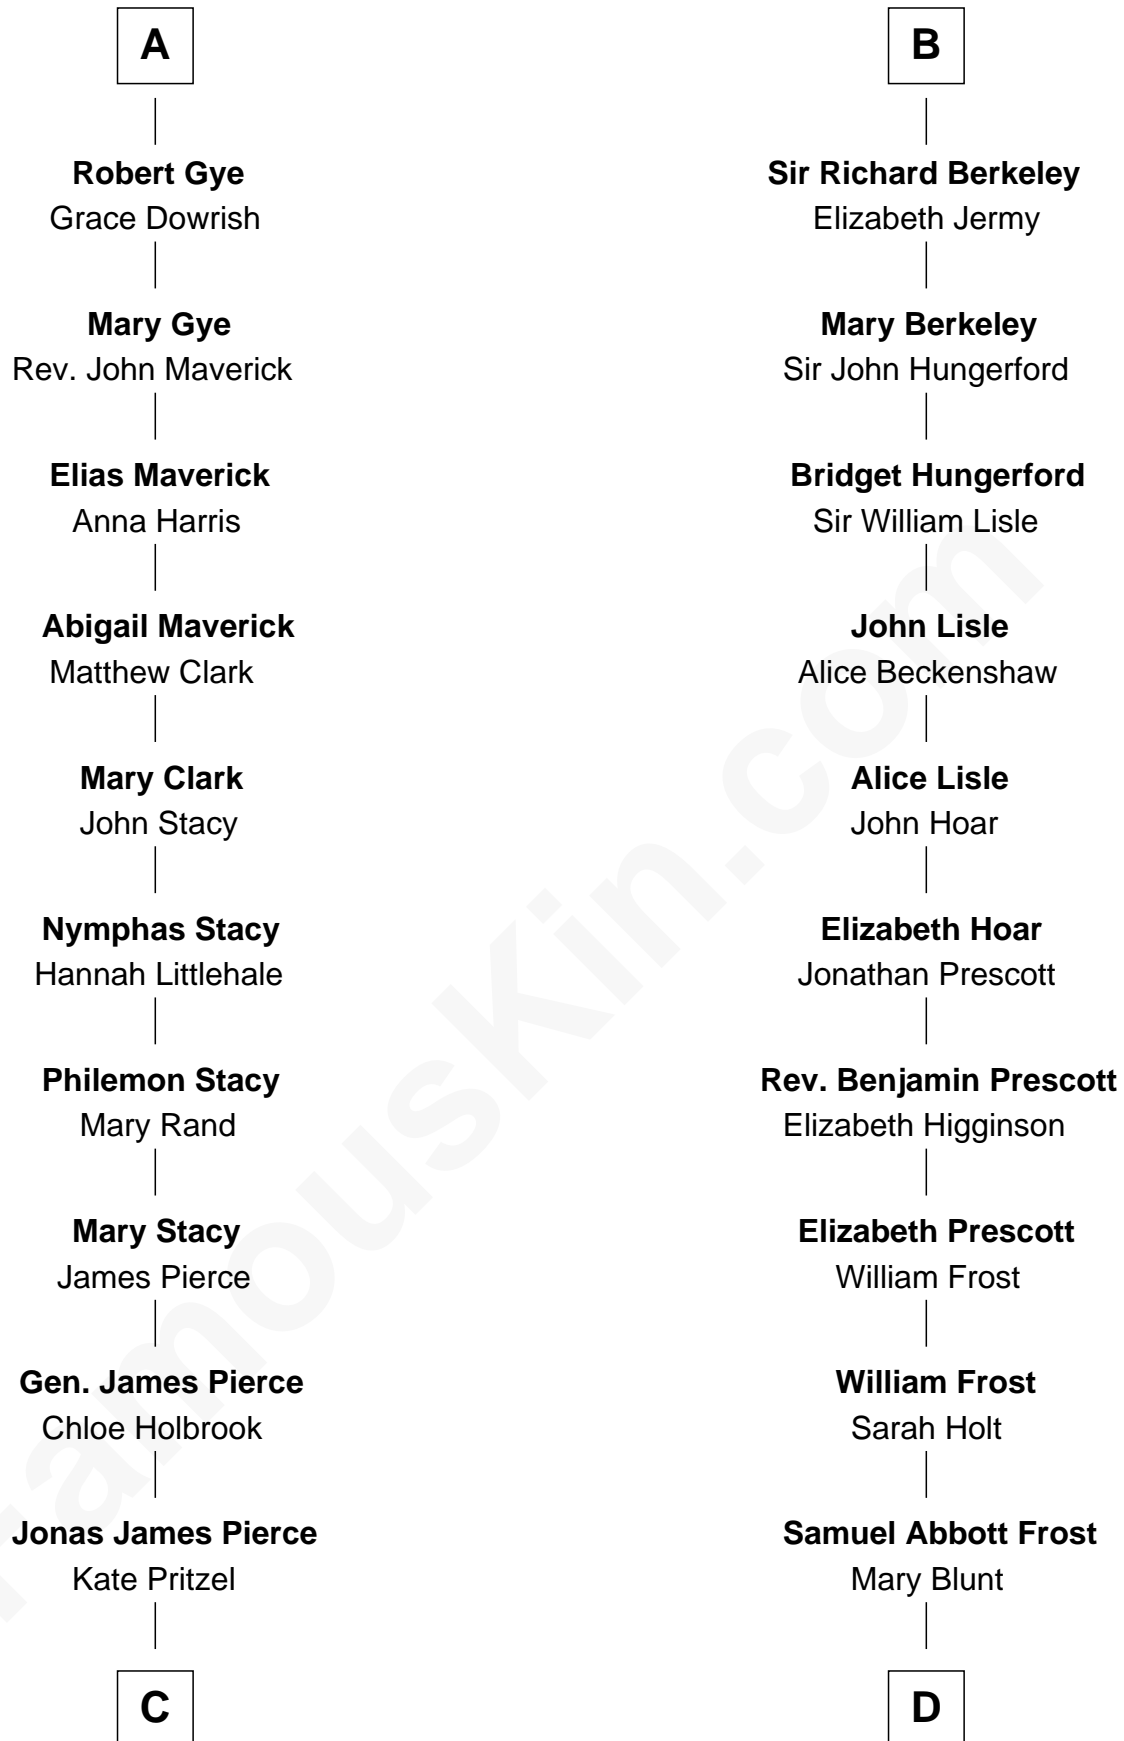 A
Robert Gye
Grace Dowrish
Mary Gye
Rev. John Maverick
Elias Maverick
Anna Harris
Abigail Maverick
Matthew Clark
Mary Clark
John Stacy
Nymphas Stacy
Hannah Littlehale
Philemon Stacy
Mary Rand
Mary Stacy
James Pierce
Gen. James Pierce
Chloe Holbrook
Jonas James Pierce
Kate Pritzel
C
B
Sir Richard Berkeley
Elizabeth Jermy
Mary Berkeley
Sir John Hungerford
Bridget Hungerford
Sir William Lisle
John Lisle
Alice Beckenshaw
Alice Lisle
John Hoar
Elizabeth Hoar
Jonathan Prescott
Rev. Benjamin Prescott
Elizabeth Higginson
Elizabeth Prescott
William Frost
William Frost
Sarah Holt
Samuel Abbott Frost
Mary Blunt
D
FamousKin.com